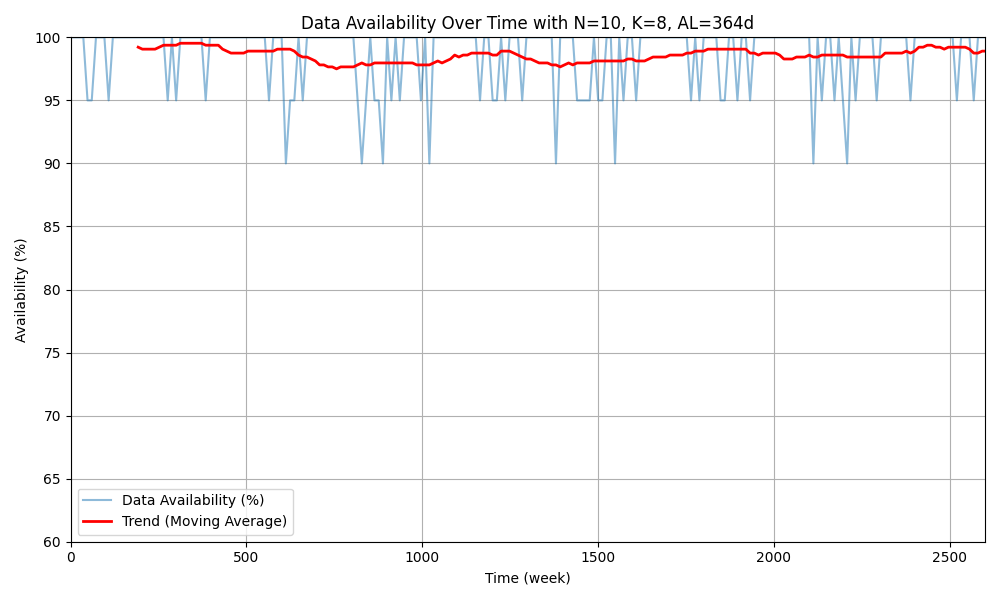 Data Availability Over Time with N=10, K=8, AL=364d
Availability (%)
100
95
90
85
80
75
70
65
60
Data Availability (%)
Trend (Moving Average)
0 500 1000 1500 2000 2500
Time (week)